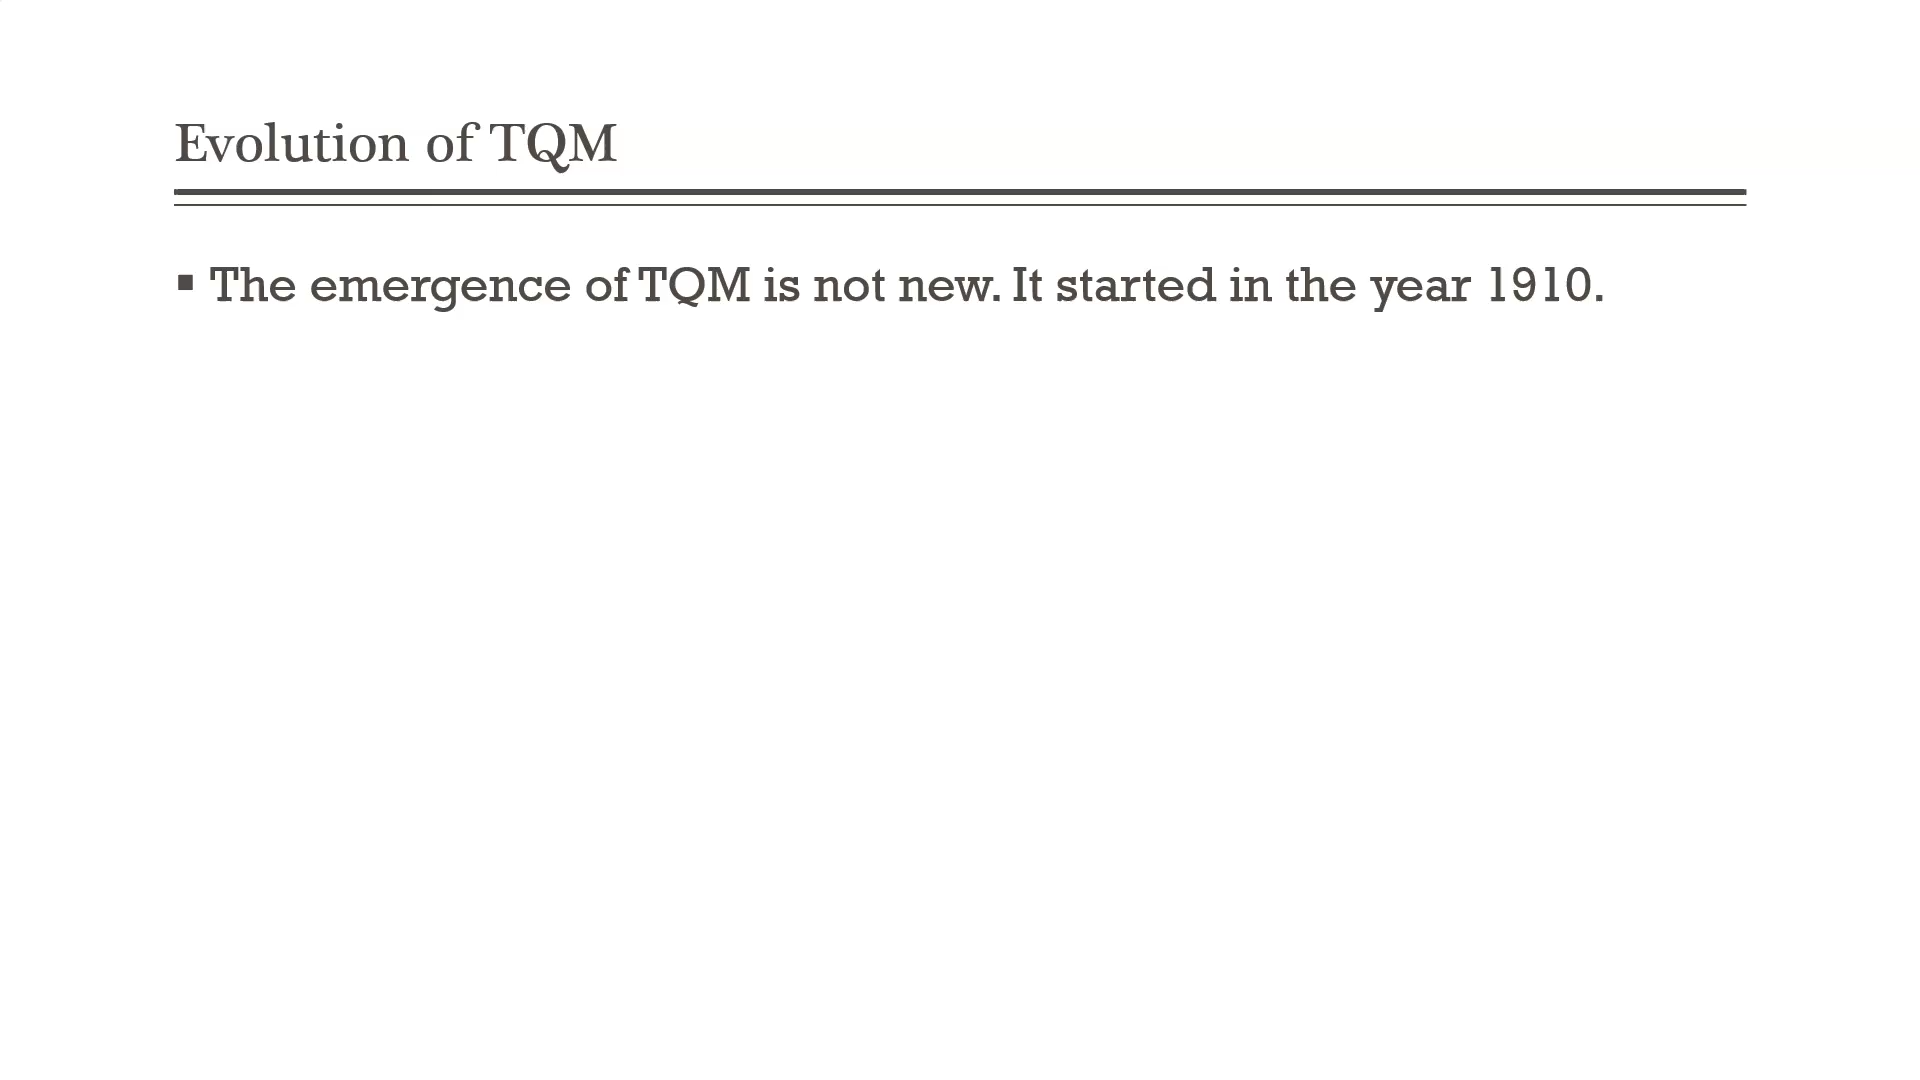 Evolution of TQM
▪ The emergence of TQM is not new. It started in the year 1910.